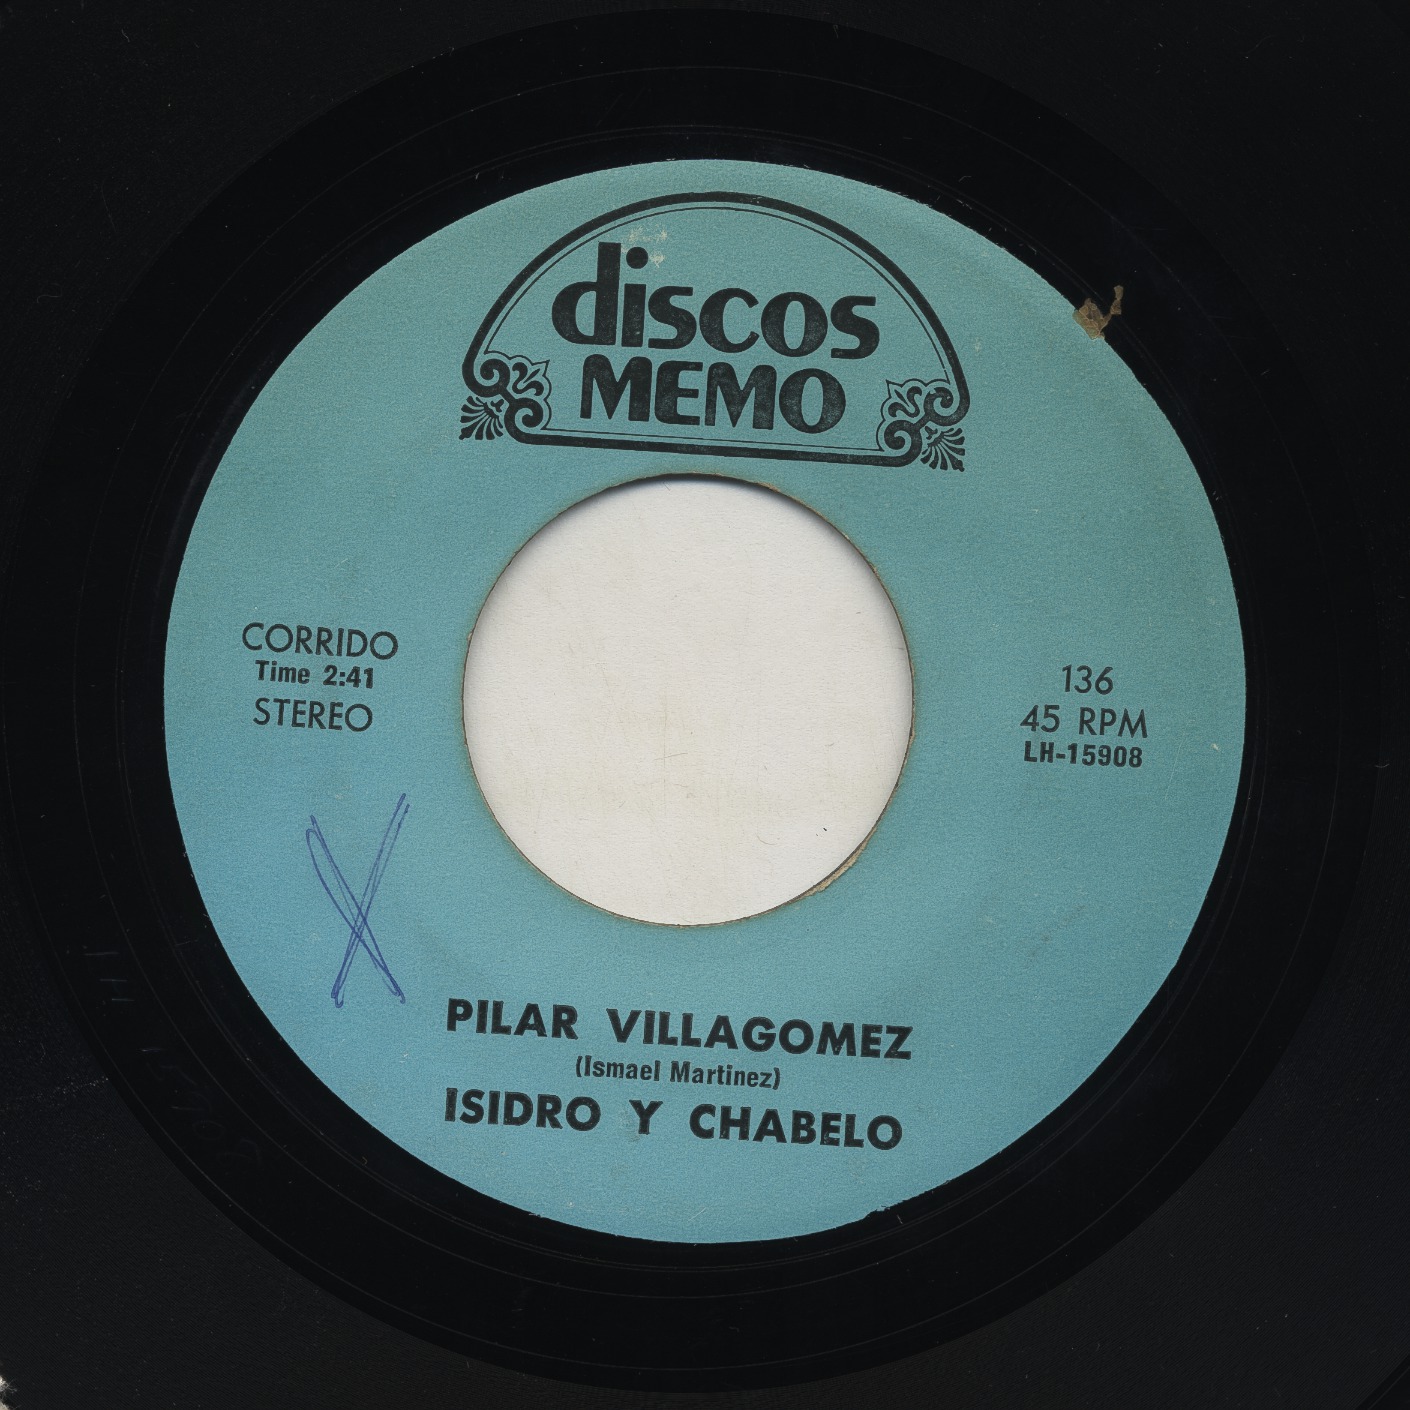 discos
MEMO
CORRIDO
Time 2:41
STEREO
136
45 RPM
LH-15908
PILAR VILLAGOMEZ
(Ismael Martinez)
ISIDRO Y CHABELO